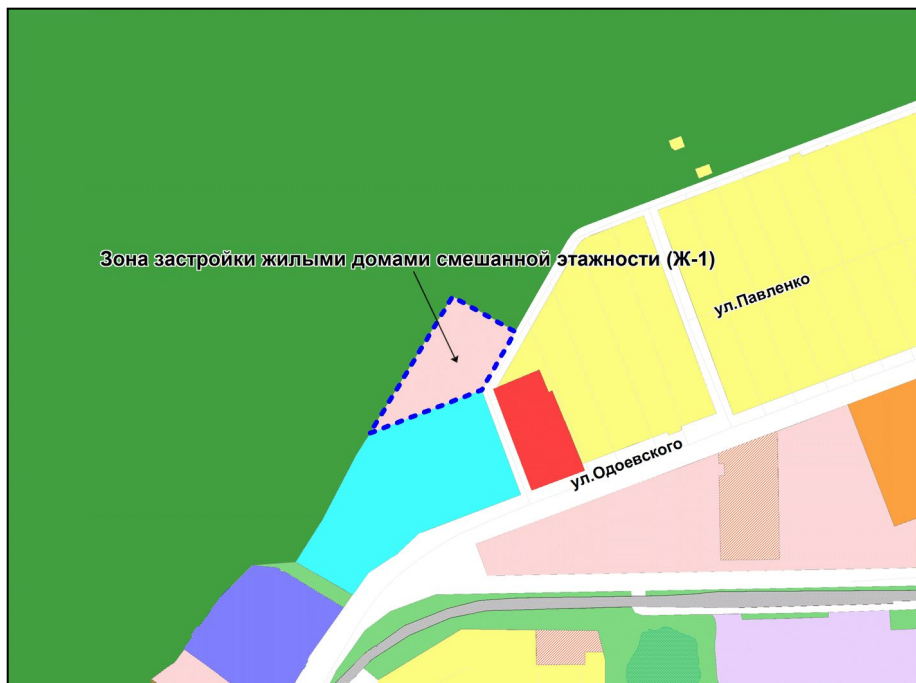 Зона застройки жилыми домами смешанной этажности (Ж-1)
ул.Павленко
ул.Одоевского